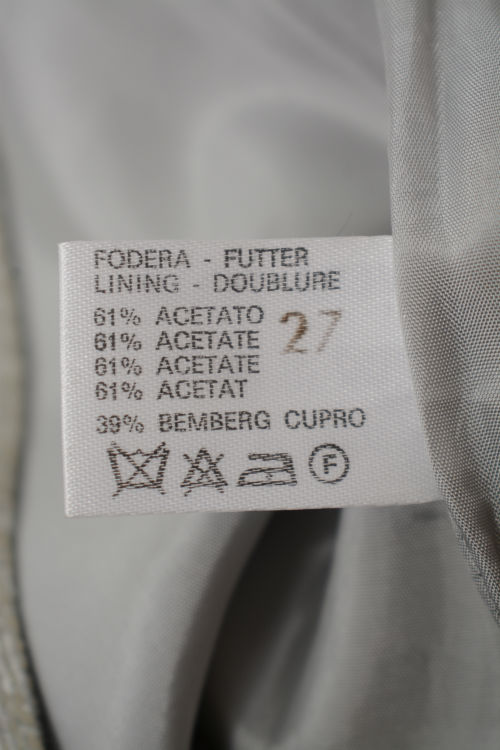 FODERA - FUTTER
LINING - DOUBLURE
61% ACETATO
61% ACETATE
61% ACETATE
61% ACETAT
27
39% BEMBERG CUPRO
F